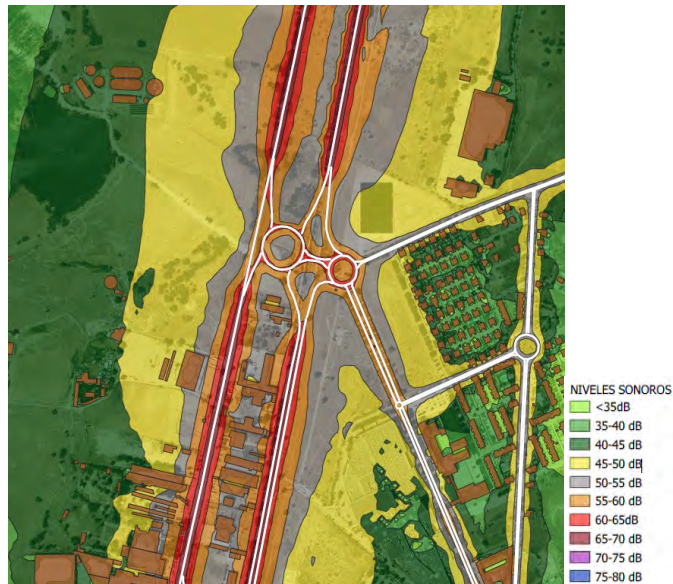 NIVELES SONOROS
<35dB
35-40 dB
40-45 dB
45-50 dB
50-55 dB
55-60 dB
60-65dB
65-70 dB
70-75 dB
75-80 dB